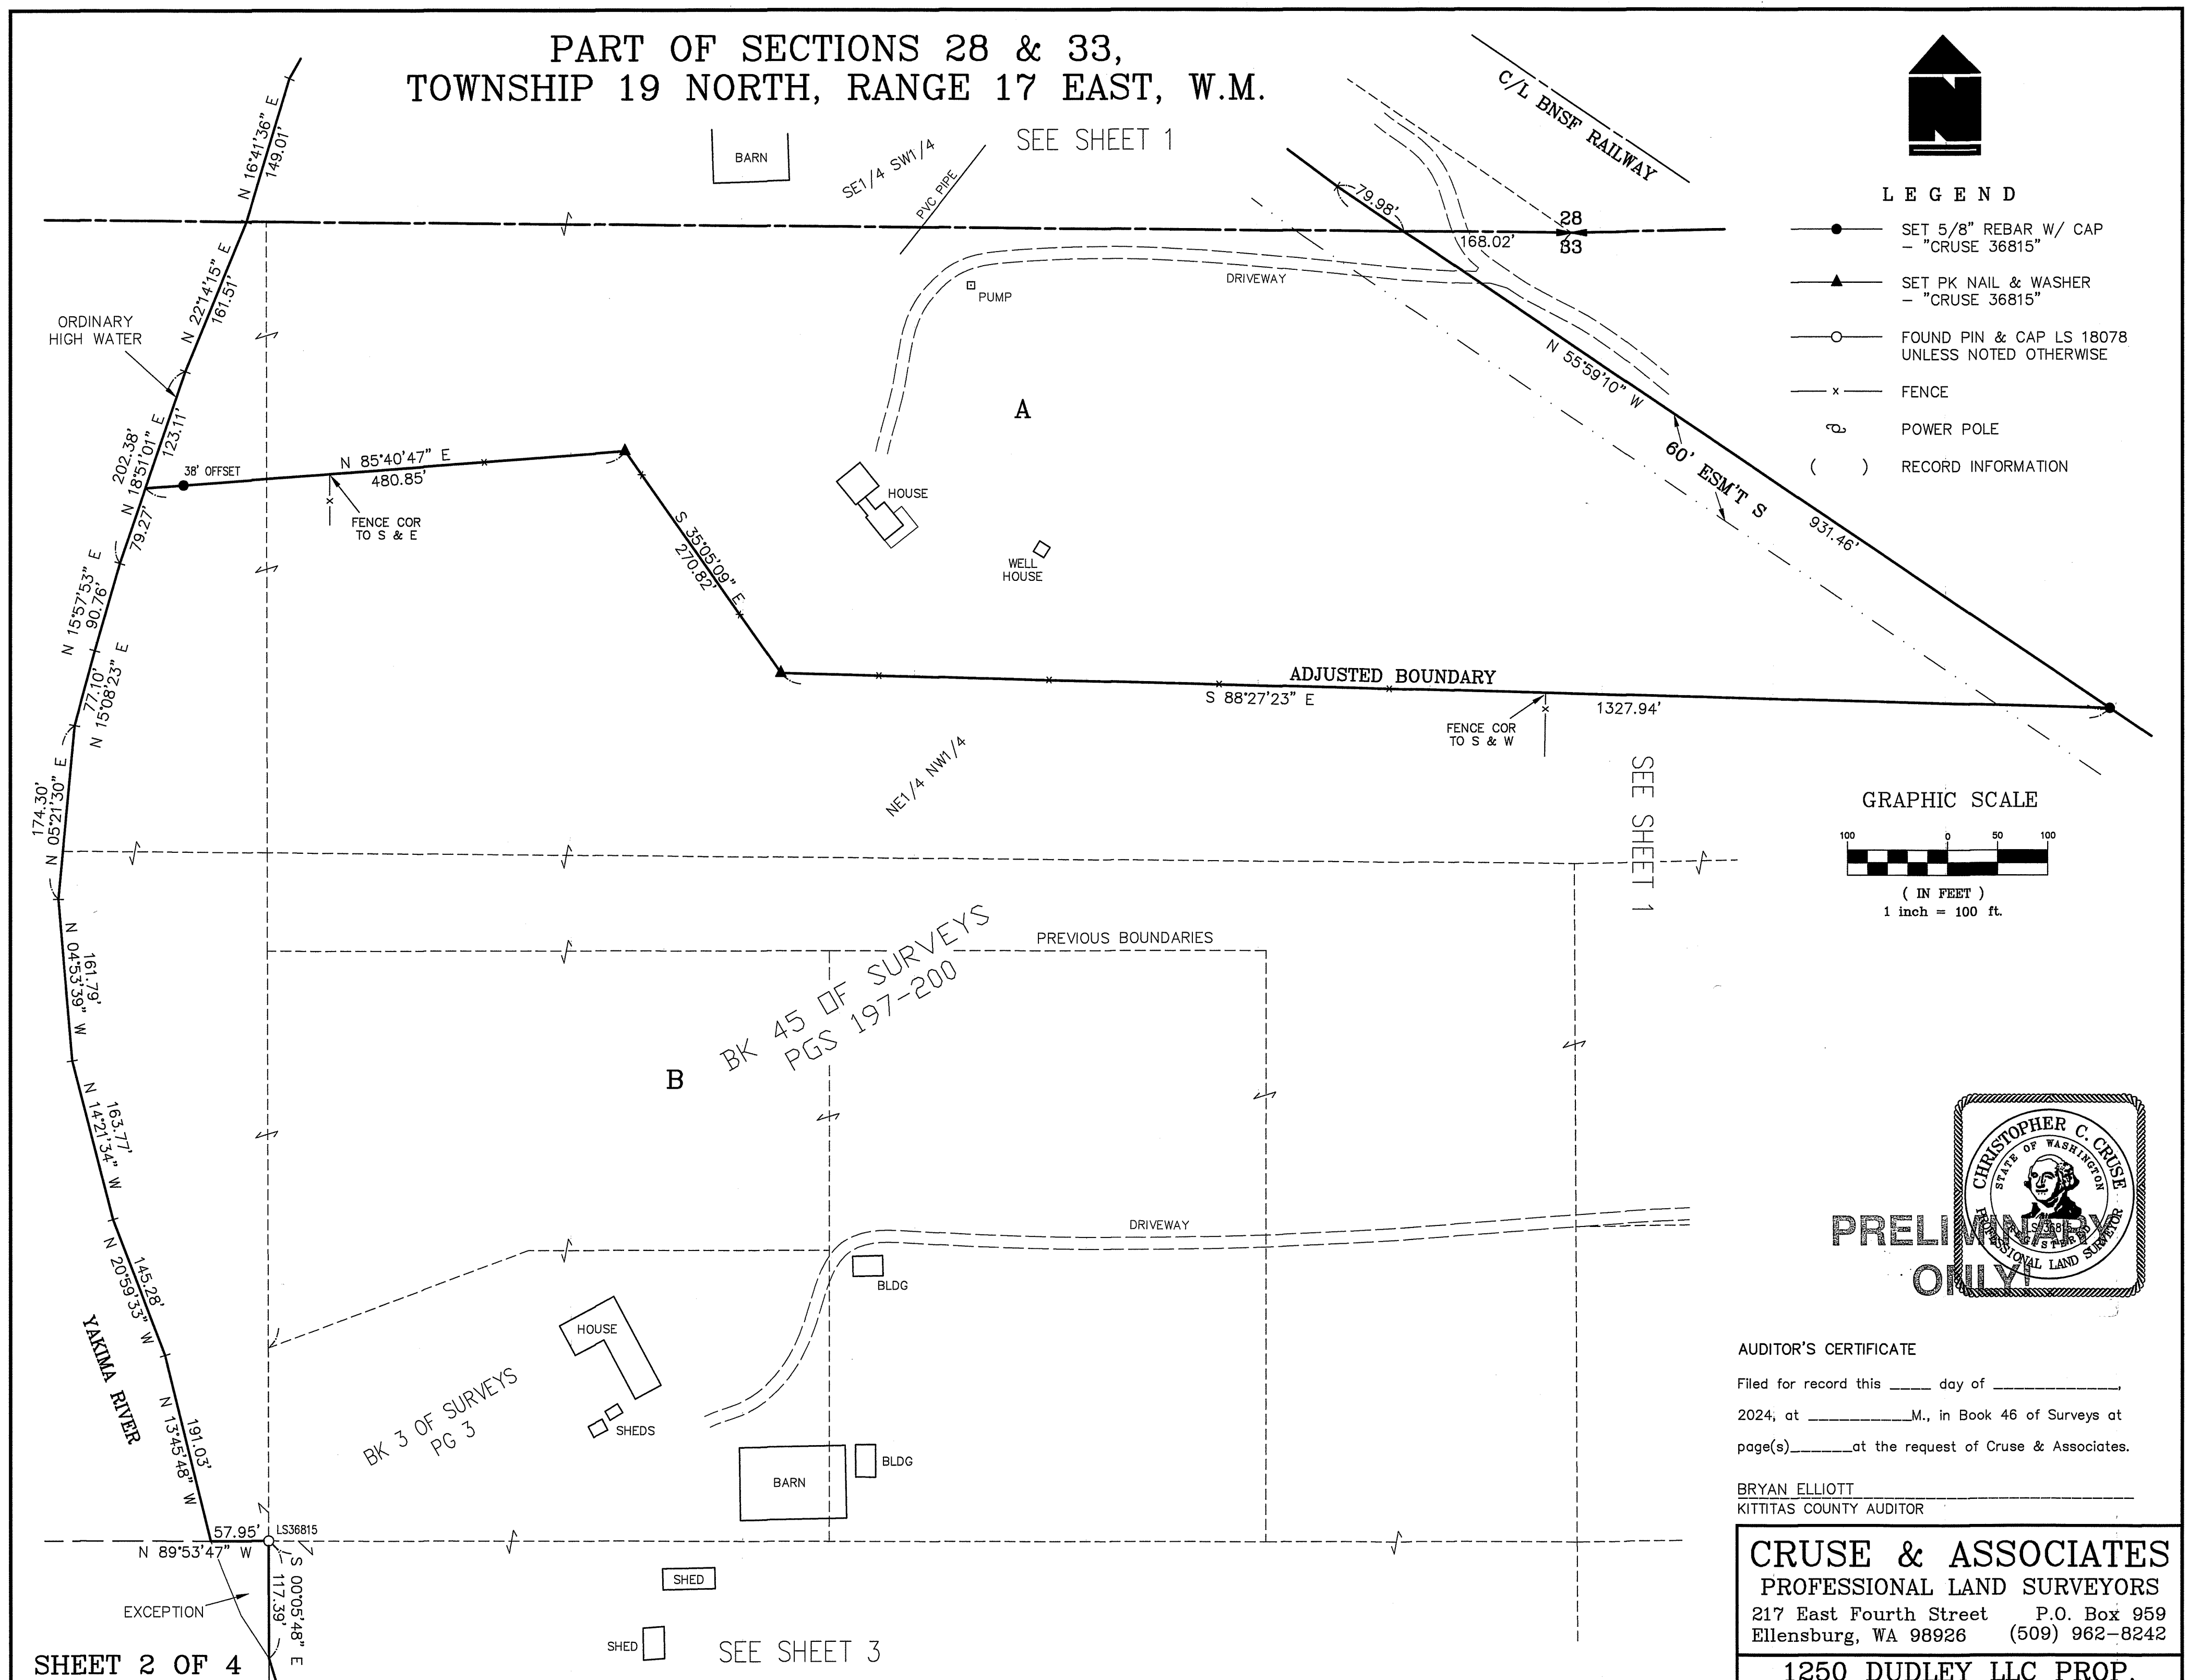 PART OF SECTIONS 28 & 33,
TOWNSHIP 19 NORTH, RANGE 17 EAST, W.M.
SEE SHEET 1
BARN
SE1/4 SW1/4
PVC PIPE
C/L BNSF RAILWAY
N
N 16°41'36" E
149.01'
79.98'
28
168.02'
33
DRIVEWAY
PUMP
N 22°14'15" E
161.51'
ORDINARY
HIGH WATER
N 55°59'10" W
A
60' ESM'T S
931.46'
202.38'
N 18°51'01" E
123.11'
79.27'
38' OFFSET
N 85°40'47" E
480.85'
FENCE COR
TO S & E
HOUSE
WELL
HOUSE
S 35°05'09" E
270.82'
N 15°57'53" E
90.76'
77.10'
N 15°08'23" E
ADJUSTED BOUNDARY
S 88°27'23" E
1327.94'
FENCE COR
TO S & W
NE1/4 NW1/4
SEE SHEET 1
174.30'
N 05°21'30" E
161.79'
N 04°53'39" W
PREVIOUS BOUNDARIES
BK 45 OF SURVEYS
PGS 197-200
B
163.77'
N 14°21'34" W
145.28'
N 20°59'33" W
DRIVEWAY
BLDG
HOUSE
YAKIMA RIVER
BK 3 OF SURVEYS
PG 3
SHEDS
191.03'
N 13°45'48" W
BARN
BLDG
57.95'
LS36815
N 89°53'47" W
S 00°05'48" E
117.39'
EXCEPTION
SHED
SHED
SEE SHEET 3
SHEET 2 OF 4
LEGEND
SET 5/8" REBAR W/ CAP
– "CRUSE 36815"
SET PK NAIL & WASHER
– "CRUSE 36815"
FOUND PIN & CAP LS 18078
UNLESS NOTED OTHERWISE
x FENCE
POWER POLE
( ) RECORD INFORMATION
GRAPHIC SCALE
100 0 50 100
( IN FEET )
1 inch = 100 ft.
CHRISTOPHER C. CRUSE
STATE OF WASHINGTON
REGISTERED
PROFESSIONAL LAND SURVEYOR
PRELIMINARY
ONLY!
AUDITOR'S CERTIFICATE
Filed for record this ____ day of ____________,
2024, at __________M., in Book 46 of Surveys at
page(s)______at the request of Cruse & Associates.
BRYAN ELLIOTT
KITTITAS COUNTY AUDITOR
CRUSE & ASSOCIATES
PROFESSIONAL LAND SURVEYORS
217 East Fourth Street P.O. Box 959
Ellensburg, WA 98926 (509) 962-8242
1250 DUDLEY LLC PROP.